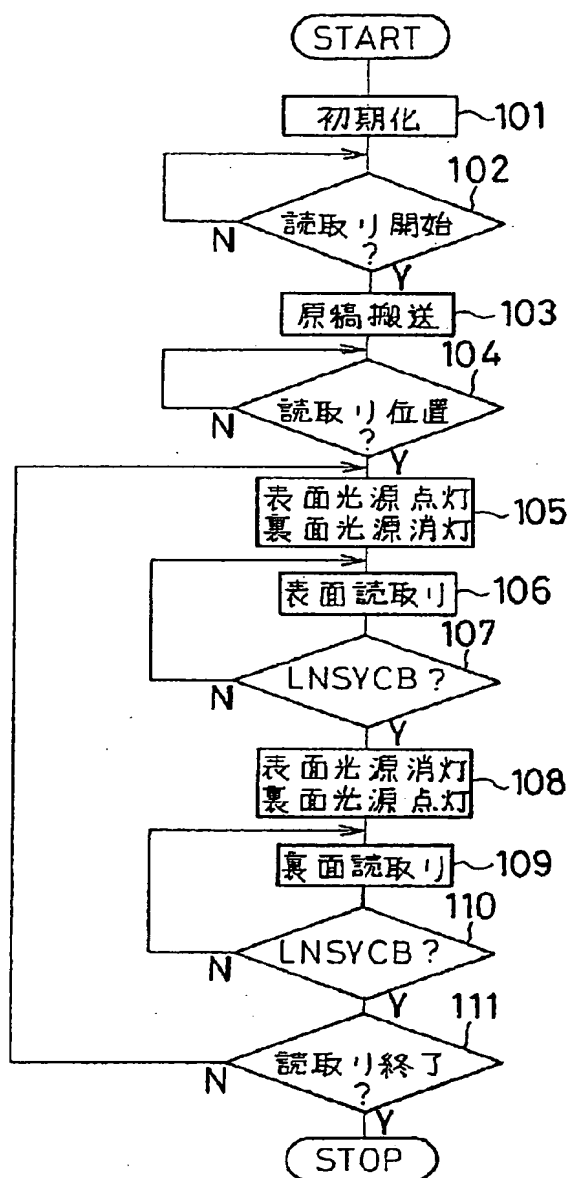 START
初期化
101
102
読取り開始
?
N
Y
原稿搬送
103
104
読取り位置
?
N
Y
表面光源点灯
裏面光源消灯
105
表面読取り
106
107
LNSYCB?
N
Y
表面光源消灯
裏面光源点灯
108
裏面読取り
109
110
LNSYCB?
N
Y
111
読取り終了
?
N
Y
STOP